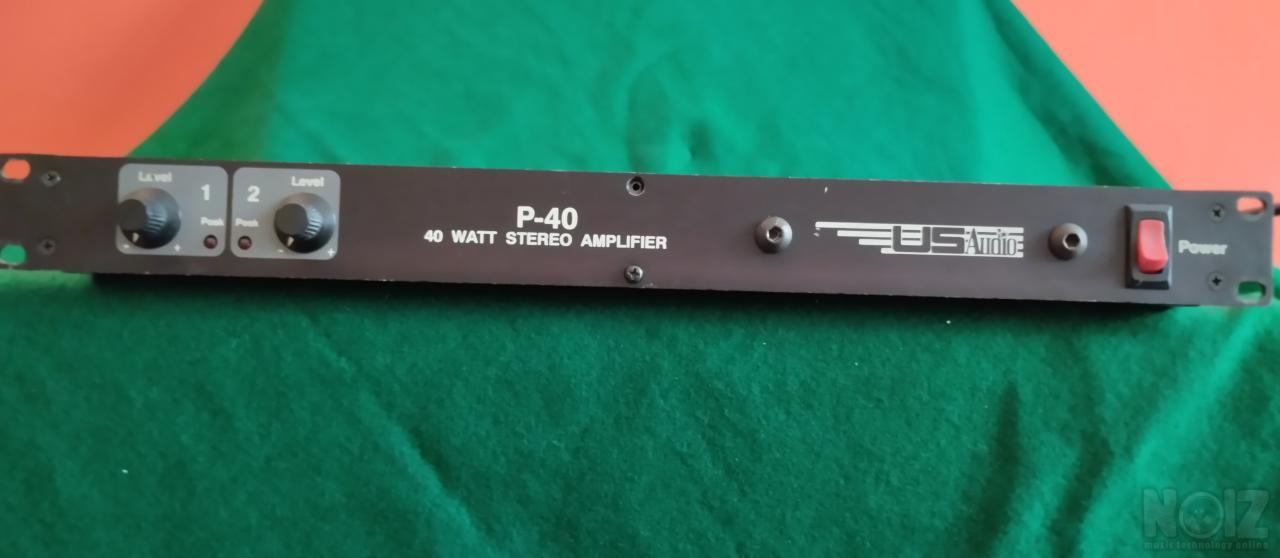 Level
1
Peak
- +
2
Level
Peak
- +
P-40
40 WATT STEREO AMPLIFIER
US Audio
Power
NOIZ
music technology online